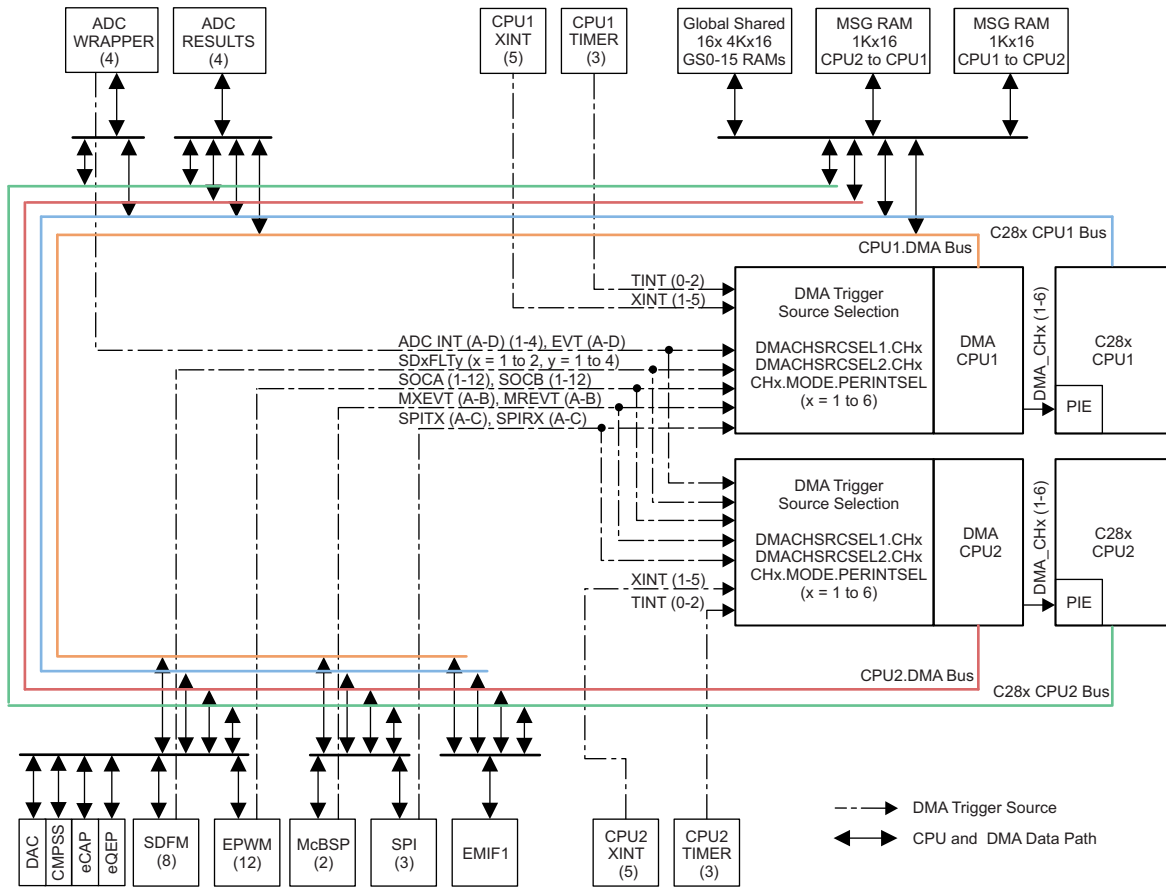 ADC
WRAPPER
(4)
ADC
RESULTS
(4)
CPU1
XINT
(5)
CPU1
TIMER
(3)
Global Shared
16x 4Kx16
GS0-15 RAMs
MSG RAM
1Kx16
CPU2 to CPU1
MSG RAM
1Kx16
CPU1 to CPU2
C28x CPU1 Bus
CPU1.DMA Bus
TINT (0-2)
XINT (1-5)
ADC INT (A-D) (1-4), EVT (A-D)
SDxFLTy (x = 1 to 2, y = 1 to 4)
SOCA (1-12), SOCB (1-12)
MXEVT (A-B), MREVT (A-B)
SPITX (A-C), SPIRX (A-C)
DMA Trigger
Source Selection
DMACHSRCSEL1.CHx
DMACHSRCSEL2.CHx
CHx.MODE.PERINTSEL
(x = 1 to 6)
DMA
CPU1
DMA_CHx (1-6)
C28x
CPU1
PIE
DMA Trigger
Source Selection
DMACHSRCSEL1.CHx
DMACHSRCSEL2.CHx
CHx.MODE.PERINTSEL
(x = 1 to 6)
DMA
CPU2
DMA_CHx (1-6)
C28x
CPU2
PIE
XINT (1-5)
TINT (0-2)
CPU2.DMA Bus
C28x CPU2 Bus
DAC
CMPSS
eCAP
eQEP
SDFM
(8)
EPWM
(12)
McBSP
(2)
SPI
(3)
EMIF1
CPU2
XINT
(5)
CPU2
TIMER
(3)
DMA Trigger Source
CPU and DMA Data Path